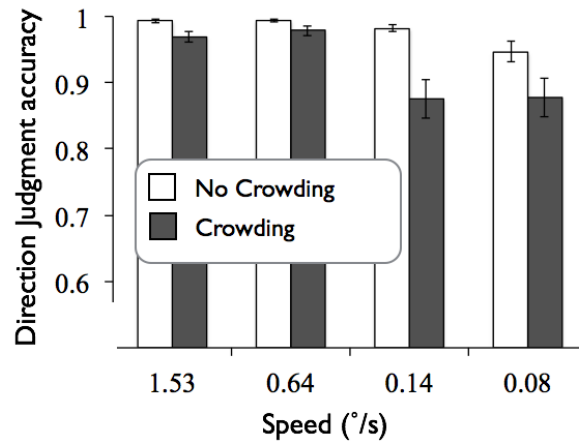 Direction Judgment accuracy
1
0.9
0.8
0.7
0.6
No Crowding
Crowding
1.53 0.64 0.14 0.08
Speed (°/s)